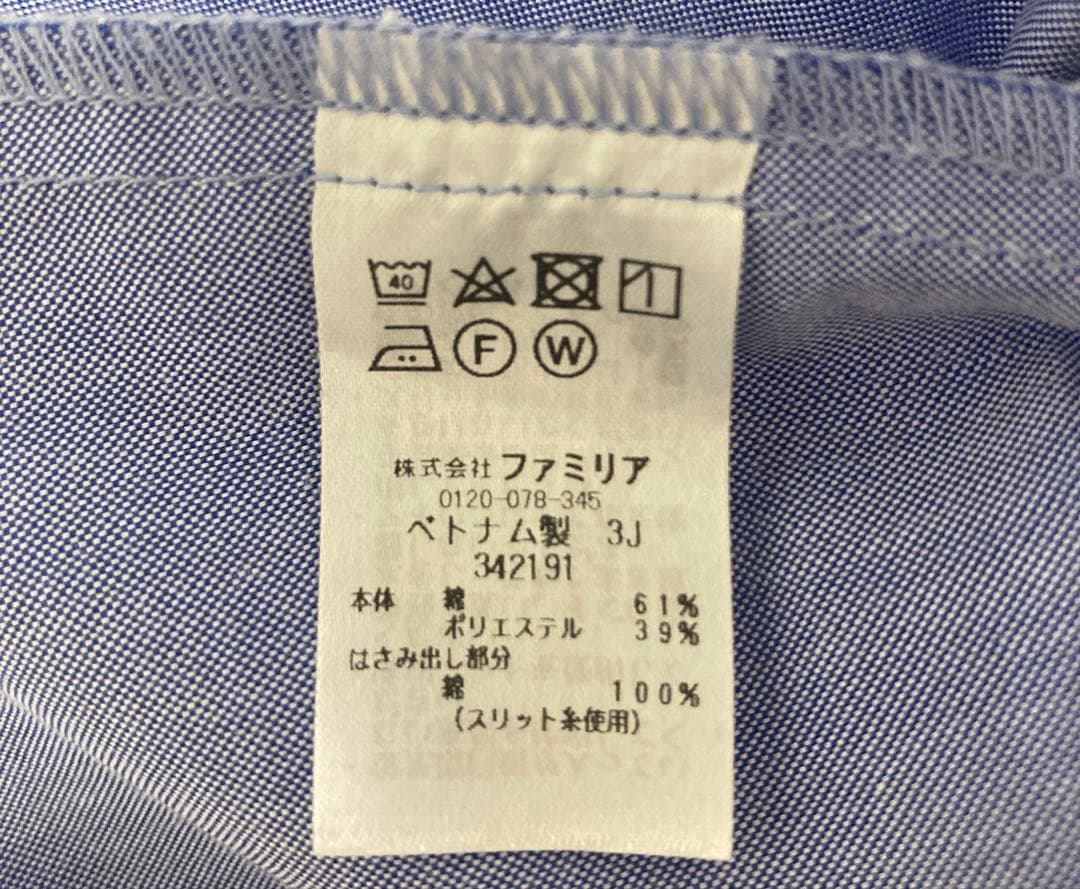 40
F W
株式会社 ファミリア
0120-078-345
ベトナム製 3J
342191
本体 綿 61%
ポリエステル 39%
はさみ出し部分
綿 100%
(スリット糸使用)